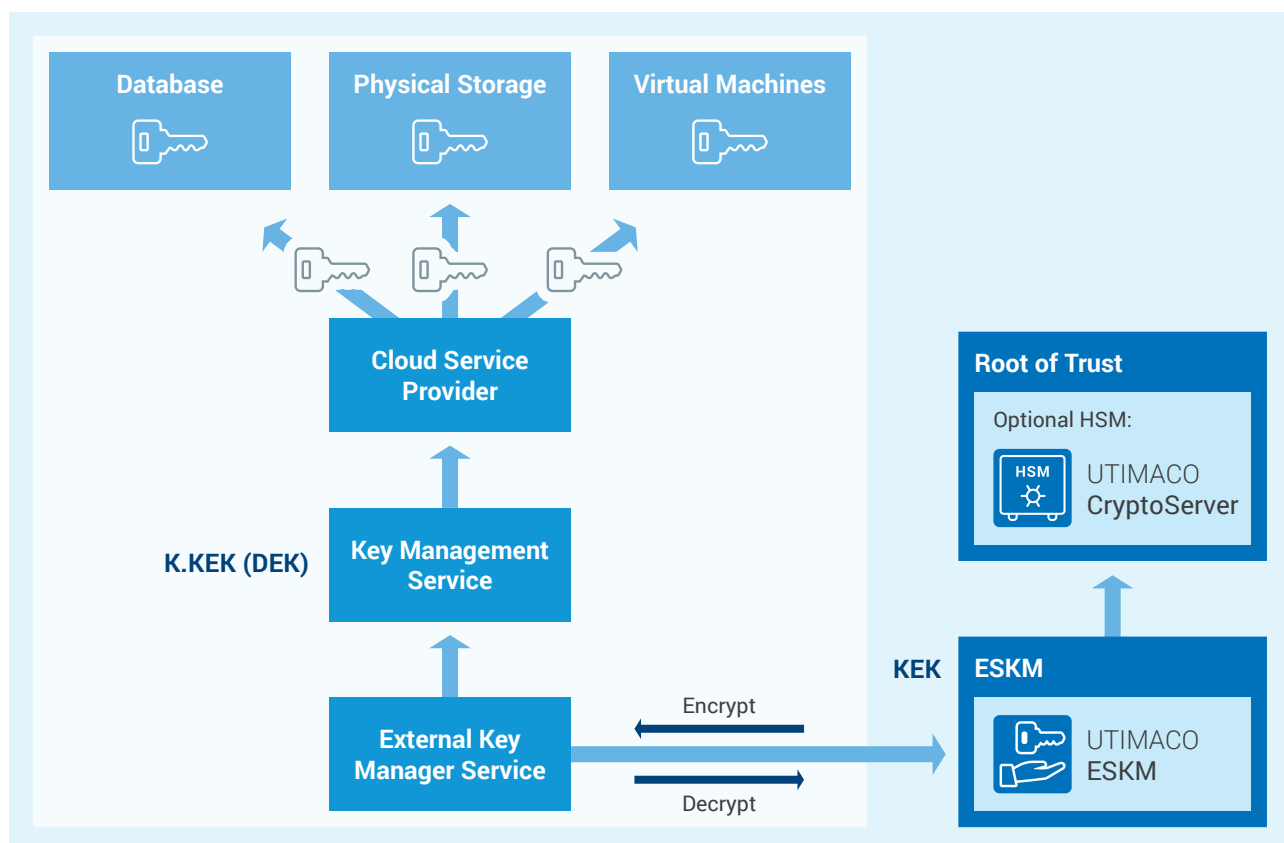 Database
Physical Storage
Virtual Machines
Cloud Service
Provider
Root of Trust
Optional HSM:
HSM
UTIMACO
CryptoServer
K.KEK (DEK)
Key Management
Service
KEK
ESKM
Encrypt
External Key
Manager Service
UTIMACO
ESKM
Decrypt